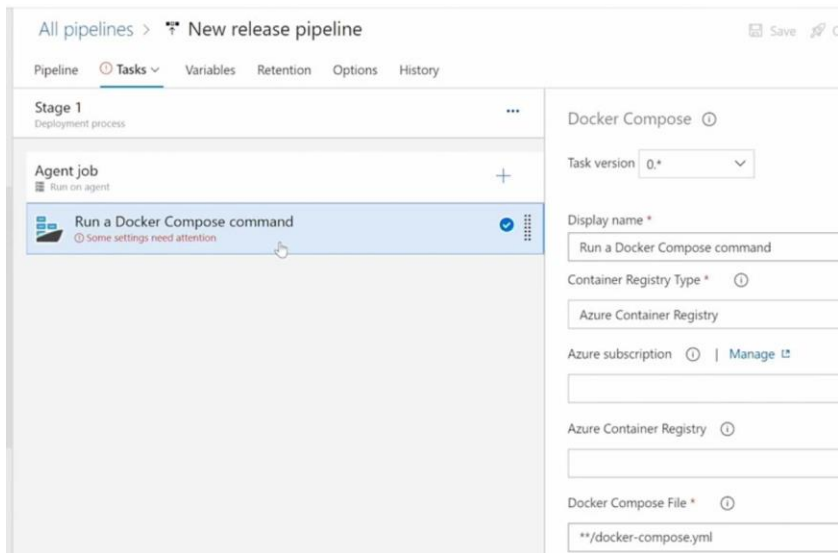 All pipelines > New release pipeline
Save
Pipeline Tasks Variables Retention Options History
Stage 1
Deployment process
Agent job
Run on agent
Run a Docker Compose command
Some settings need attention
Docker Compose
Task version 0.*
Display name *
Run a Docker Compose command
Container Registry Type *
Azure Container Registry
Azure subscription | Manage
Azure Container Registry
Docker Compose File *
**/docker-compose.yml